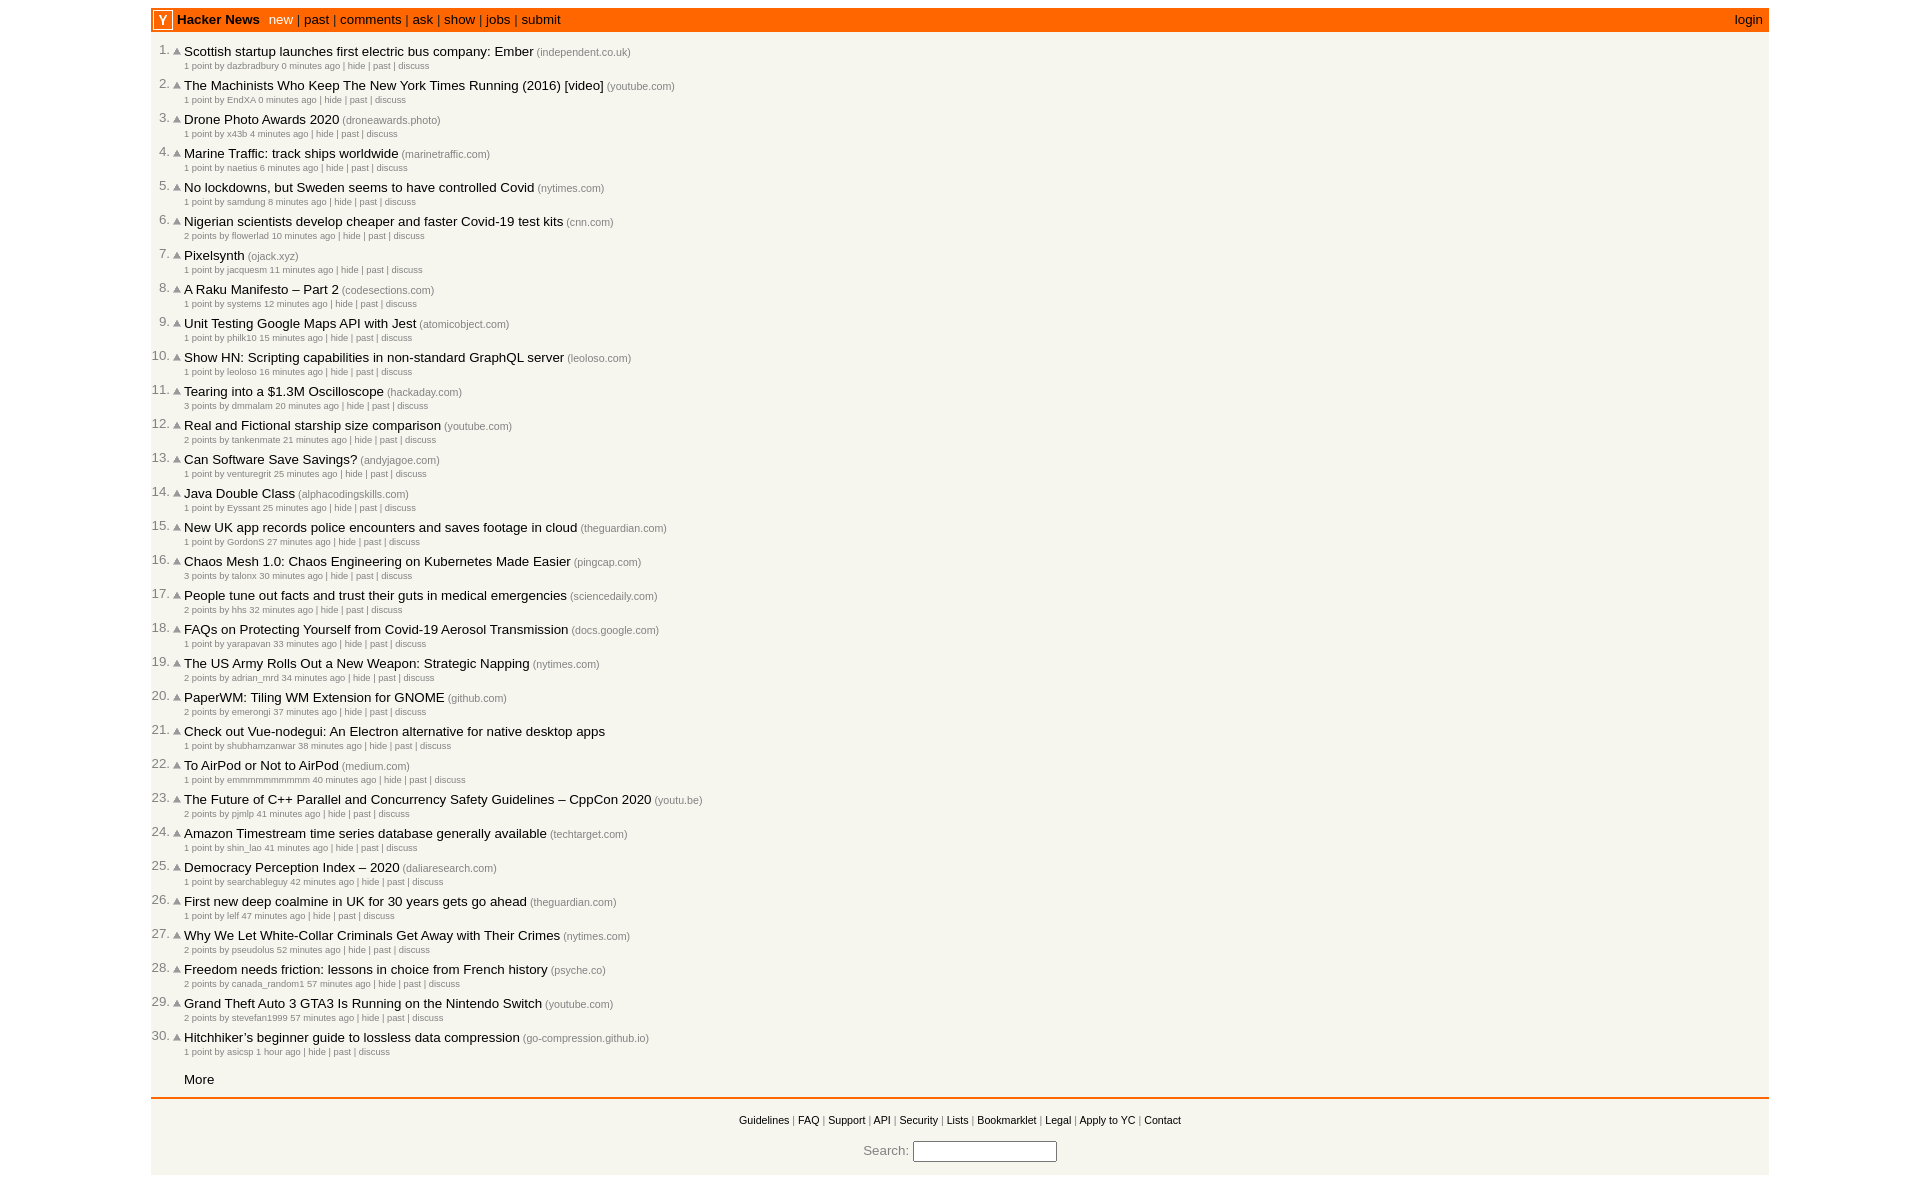 Y Hacker News new | past | comments | ask | show | jobs | submit login
1. Scottish startup launches first electric bus company: Ember (independent.co.uk)
1 point by dazbradbury 0 minutes ago | hide | past | discuss
2. The Machinists Who Keep The New York Times Running (2016) [video] (youtube.com)
1 point by EndXA 0 minutes ago | hide | past | discuss
3. Drone Photo Awards 2020 (droneawards.photo)
1 point by x43b 4 minutes ago | hide | past | discuss
4. Marine Traffic: track ships worldwide (marinetraffic.com)
1 point by naetius 6 minutes ago | hide | past | discuss
5. No lockdowns, but Sweden seems to have controlled Covid (nytimes.com)
1 point by samdung 8 minutes ago | hide | past | discuss
6. Nigerian scientists develop cheaper and faster Covid-19 test kits (cnn.com)
2 points by flowerlad 10 minutes ago | hide | past | discuss
7. Pixelsynth (ojack.xyz)
1 point by jacquesm 11 minutes ago | hide | past | discuss
8. A Raku Manifesto – Part 2 (codesections.com)
1 point by systems 12 minutes ago | hide | past | discuss
9. Unit Testing Google Maps API with Jest (atomicobject.com)
1 point by philk10 15 minutes ago | hide | past | discuss
10. Show HN: Scripting capabilities in non-standard GraphQL server (leoloso.com)
1 point by leoloso 16 minutes ago | hide | past | discuss
11. Tearing into a $1.3M Oscilloscope (hackaday.com)
3 points by dmmalam 20 minutes ago | hide | past | discuss
12. Real and Fictional starship size comparison (youtube.com)
2 points by tankenmate 21 minutes ago | hide | past | discuss
13. Can Software Save Savings? (andyjagoe.com)
1 point by venturegrit 25 minutes ago | hide | past | discuss
14. Java Double Class (alphacodingskills.com)
1 point by Eyssant 25 minutes ago | hide | past | discuss
15. New UK app records police encounters and saves footage in cloud (theguardian.com)
1 point by GordonS 27 minutes ago | hide | past | discuss
16. Chaos Mesh 1.0: Chaos Engineering on Kubernetes Made Easier (pingcap.com)
3 points by talonx 30 minutes ago | hide | past | discuss
17. People tune out facts and trust their guts in medical emergencies (sciencedaily.com)
2 points by hhs 32 minutes ago | hide | past | discuss
18. FAQs on Protecting Yourself from Covid-19 Aerosol Transmission (docs.google.com)
1 point by yarapavan 33 minutes ago | hide | past | discuss
19. The US Army Rolls Out a New Weapon: Strategic Napping (nytimes.com)
2 points by adrian_mrd 34 minutes ago | hide | past | discuss
20. PaperWM: Tiling WM Extension for GNOME (github.com)
2 points by emerongi 37 minutes ago | hide | past | discuss
21. Check out Vue-nodegui: An Electron alternative for native desktop apps
1 point by shubhamzanwar 38 minutes ago | hide | past | discuss
22. To AirPod or Not to AirPod (medium.com)
1 point by emmmmmmmmmm 40 minutes ago | hide | past | discuss
23. The Future of C++ Parallel and Concurrency Safety Guidelines – CppCon 2020 (youtu.be)
2 points by pjmlp 41 minutes ago | hide | past | discuss
24. Amazon Timestream time series database generally available (techtarget.com)
1 point by shin_lao 41 minutes ago | hide | past | discuss
25. Democracy Perception Index – 2020 (daliaresearch.com)
1 point by searchableguy 42 minutes ago | hide | past | discuss
26. First new deep coalmine in UK for 30 years gets go ahead (theguardian.com)
1 point by lelf 47 minutes ago | hide | past | discuss
27. Why We Let White-Collar Criminals Get Away with Their Crimes (nytimes.com)
2 points by pseudolus 52 minutes ago | hide | past | discuss
28. Freedom needs friction: lessons in choice from French history (psyche.co)
2 points by canada_random1 57 minutes ago | hide | past | discuss
29. Grand Theft Auto 3 GTA3 Is Running on the Nintendo Switch (youtube.com)
2 points by stevefan1999 57 minutes ago | hide | past | discuss
30. Hitchhiker’s beginner guide to lossless data compression (go-compression.github.io)
1 point by asicsp 1 hour ago | hide | past | discuss
More
Guidelines | FAQ | Support | API | Security | Lists | Bookmarklet | Legal | Apply to YC | Contact
Search: